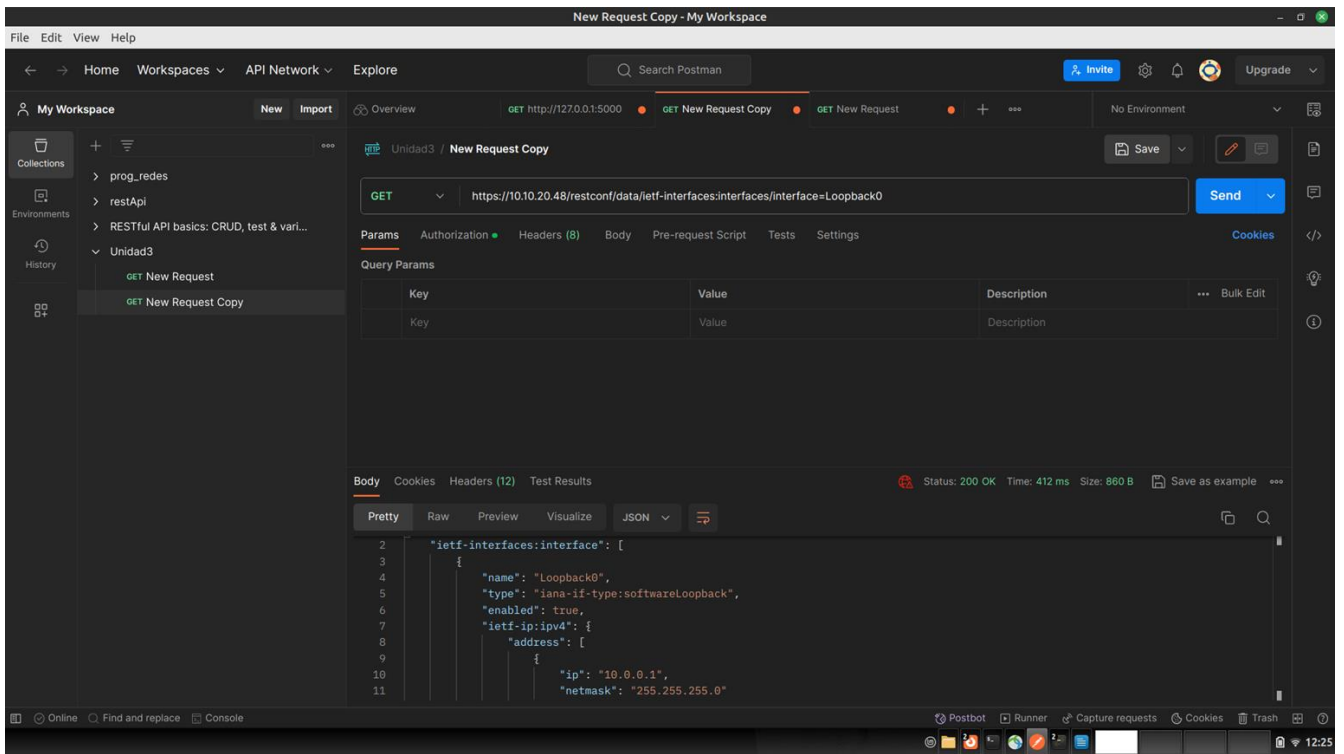 New Request Copy - My Workspace
File Edit View Help
Home Workspaces API Network Explore Search Postman Invite Upgrade
My Workspace New Import Overview GET http://127.0.0.1:5000 GET New Request Copy GET New Request No Environment
Collections
Environments
History
prog_redes
restApi
RESTful API basics: CRUD, test & vari...
Unidad3
GET New Request
GET New Request Copy
HTTP Unidad3 / New Request Copy Save
GET https://10.10.20.48/restconf/data/ietf-interfaces:interfaces/interface=Loopback0 Send
Params Authorization Headers (8) Body Pre-request Script Tests Settings Cookies
Query Params
Key Value Description Bulk Edit
Key Value Description
Body Cookies Headers (12) Test Results Status: 200 OK Time: 412 ms Size: 860 B Save as example
Pretty Raw Preview Visualize JSON
2 "ietf-interfaces:interface": [
3 {
4 "name": "Loopback0",
5 "type": "iana-if-type:softwareLoopback",
6 "enabled": true,
7 "ietf-ip:ipv4": {
8 "address": [
9 {
10 "ip": "10.0.0.1",
11 "netmask": "255.255.255.0"
Online Find and replace Console Postbot Runner Capture requests Cookies Trash
2 2 12:25